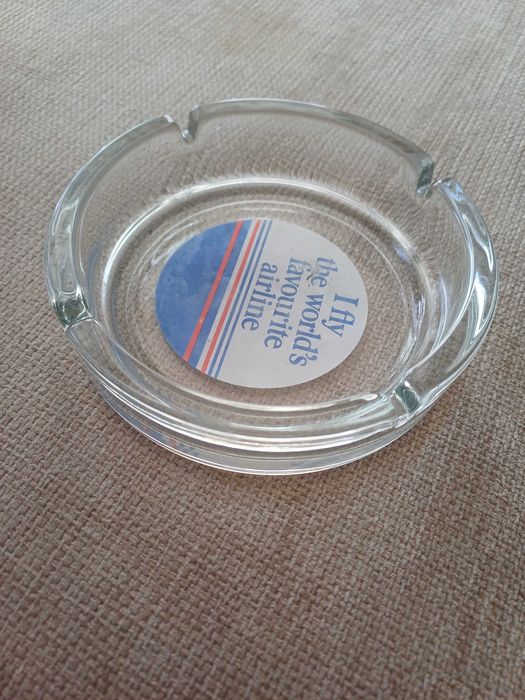 I fly
the world's
favourite
airline